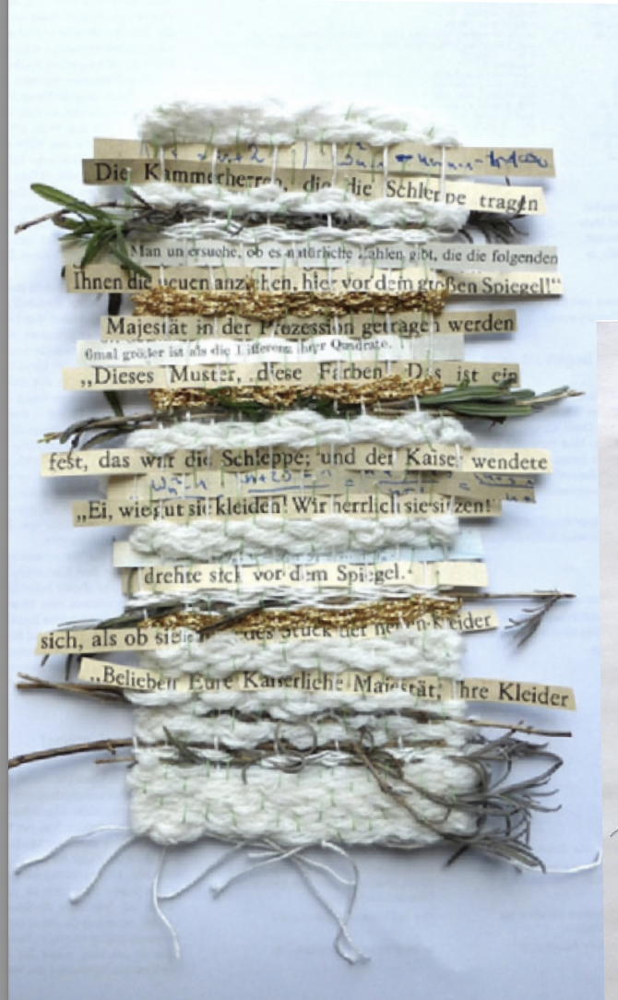 Die Kammerherren, die die Schleppe tragen
Man untersuche, ob es natürliche Zahlen gibt, die die folgenden
Ihnen die neuen anziehen, hier vor dem großen Spiegel!"
Majestät in der Prozession getragen werden
6mal größer ist als die Differenz ihrer Quadrate.
„Dieses Muster, diese Farben! Das ist ein
fest, das war die Schleppe; und der Kaiser wendete
„Ei, wie gut sie kleiden! Wir herrlich sie sitzen!"
drehte sich vor dem Spiegel.
sich, als ob sie des Stück der neuen Kleider
„Belieben Eure Kaiserliche Majestät, Ihre Kleider